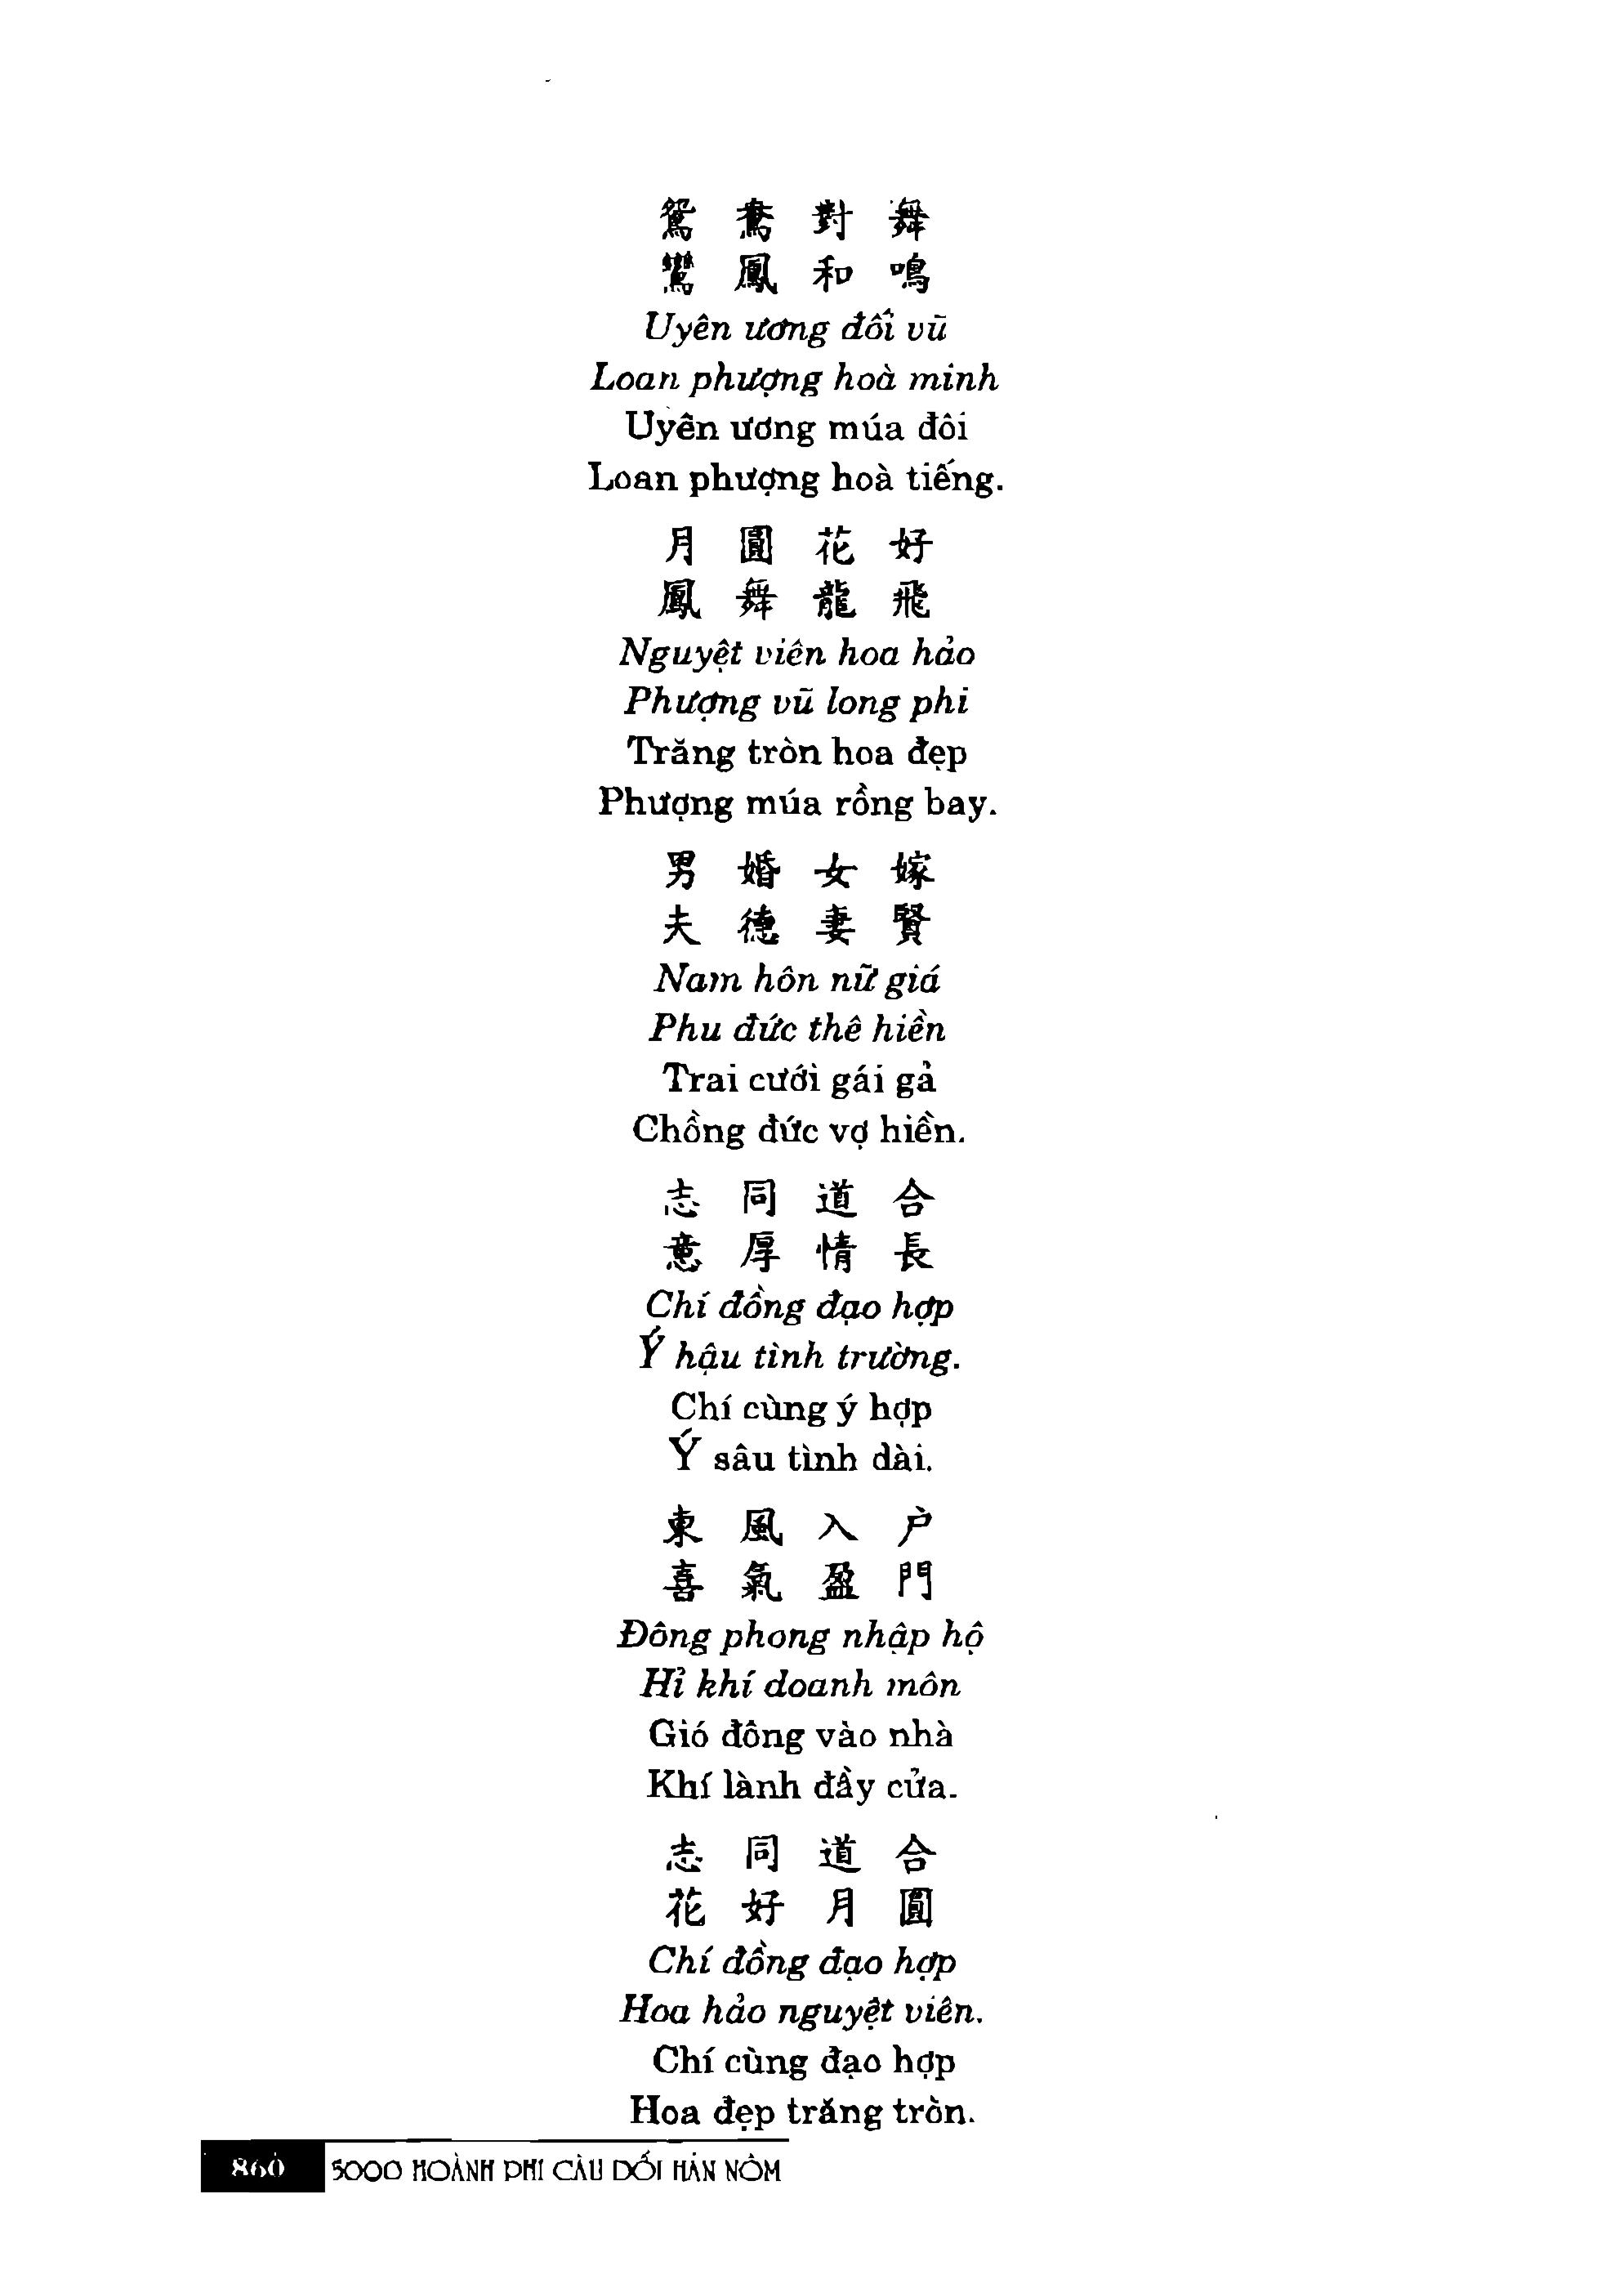 鴛鴦對舞
鸞鳳和鳴
Uyên ương đối vũ
Loan phượng hoà minh
Uyên ương múa đôi
Loan phượng hoà tiếng.
月圓花好
鳳舞龍飛
Nguyệt viên hoa hảo
Phượng vũ long phi
Trăng tròn hoa đẹp
Phượng múa rồng bay.
男婚女嫁
夫德妻賢
Nam hôn nữ giá
Phu đức thê hiền
Trai cưới gái gả
Chồng đức vợ hiền.
志同道合
意厚情長
Chí đồng đạo hợp
Ý hậu tình trường.
Chí cùng ý hợp
Ý sâu tình dài.
東風入户
喜氣盈門
Đông phong nhập hộ
Hỉ khí doanh môn
Gió đông vào nhà
Khí lành đầy cửa.
志同道合
花好月圓
Chí đồng đạo hợp
Hoa hảo nguyệt viên.
Chí cùng đạo hợp
Hoa đẹp trăng tròn.
860 5000 HOÀNH PHI CÂU ĐỐI HÁN NÔM